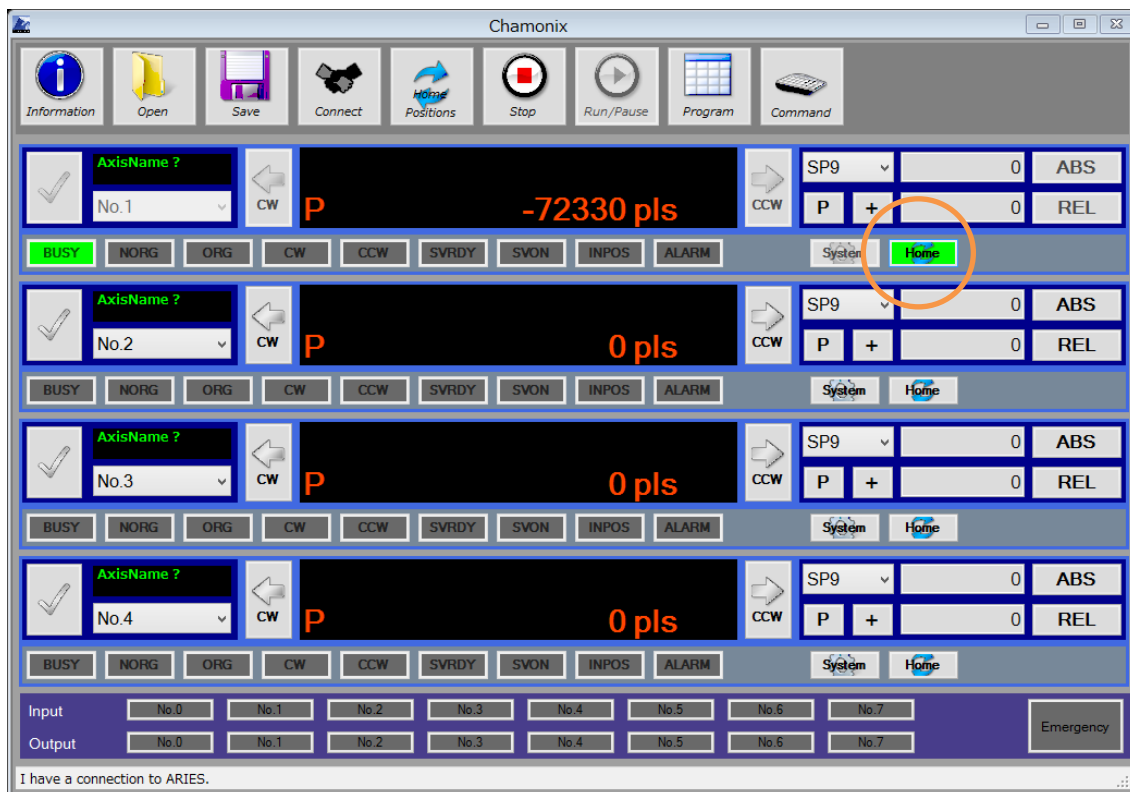 Chamonix
Information Open Save Connect Home Positions Stop Run/Pause Program Command
AxisName ?
No.1
CW
P -72330 pls
CCW
SP9 0 ABS
P + 0 REL
BUSY NORG ORG CW CCW SVRDY SVON INPOS ALARM System Home
AxisName ?
No.2
CW
P 0 pls
CCW
SP9 0 ABS
P + 0 REL
BUSY NORG ORG CW CCW SVRDY SVON INPOS ALARM System Home
AxisName ?
No.3
CW
P 0 pls
CCW
SP9 0 ABS
P + 0 REL
BUSY NORG ORG CW CCW SVRDY SVON INPOS ALARM System Home
AxisName ?
No.4
CW
P 0 pls
CCW
SP9 0 ABS
P + 0 REL
BUSY NORG ORG CW CCW SVRDY SVON INPOS ALARM System Home
Input No.0 No.1 No.2 No.3 No.4 No.5 No.6 No.7
Output No.0 No.1 No.2 No.3 No.4 No.5 No.6 No.7
Emergency
I have a connection to ARIES.